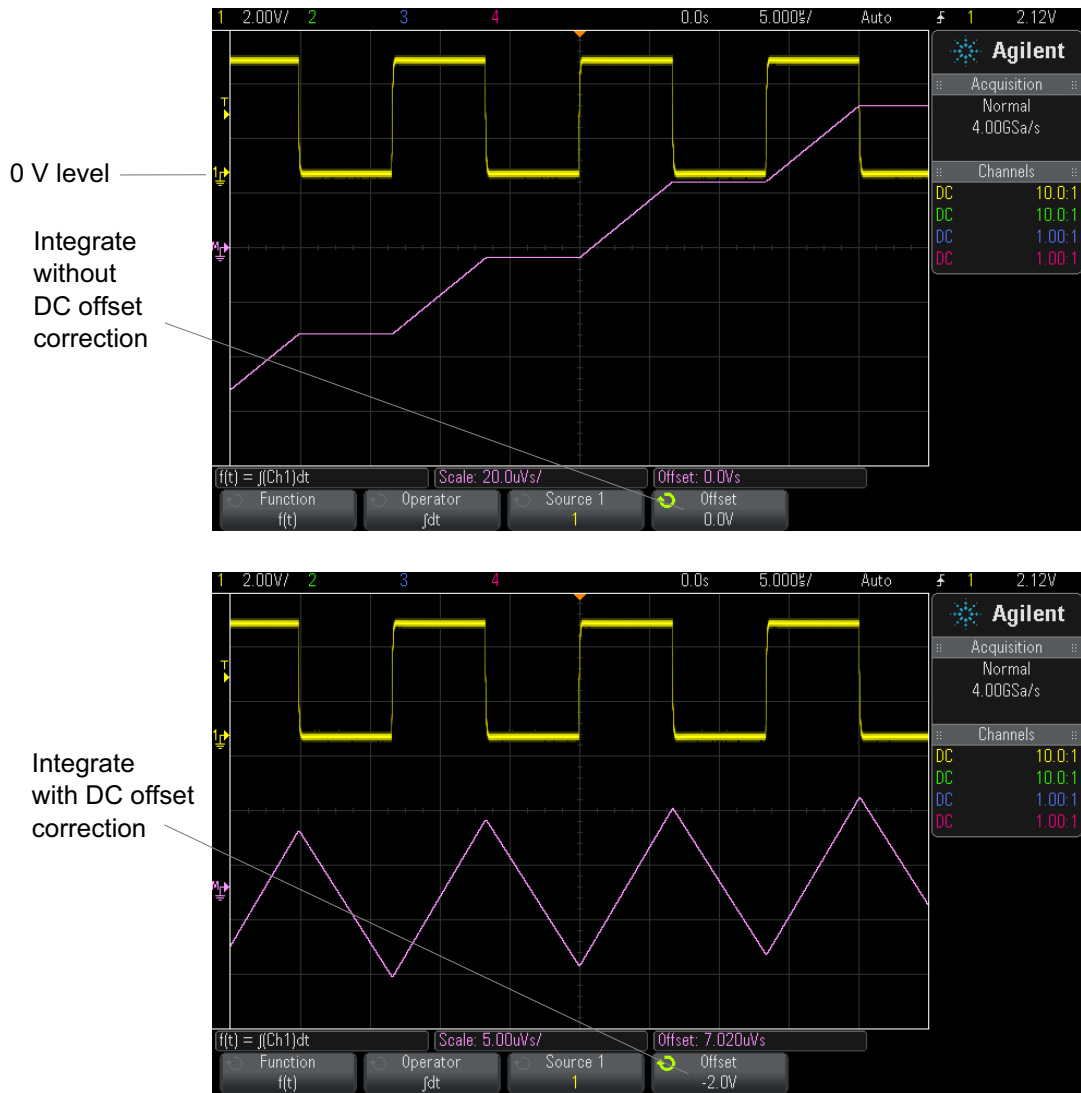 1 2.00V/ 2 3 4 0.0s 5.000µs/ Auto 1 2.12V
Agilent
Acquisition
Normal
4.00GSa/s
T
0 V level
1
Channels
DC 10.0:1
DC 10.0:1
DC 1.00:1
DC 1.00:1
Integrate
without
DC offset
correction
M
f(t) = ∫(Ch1)dt Scale: 20.0uVs/ Offset: 0.0Vs
Function Operator Source 1 Offset
f(t) ∫dt 1 0.0V
1 2.00V/ 2 3 4 0.0s 5.000µs/ Auto 1 2.12V
Agilent
Acquisition
Normal
4.00GSa/s
T
1
Channels
DC 10.0:1
DC 10.0:1
DC 1.00:1
DC 1.00:1
Integrate
with DC offset
correction
M
f(t) = ∫(Ch1)dt Scale: 5.00uVs/ Offset: 7.020uVs
Function Operator Source 1 Offset
f(t) ∫dt 1 -2.0V